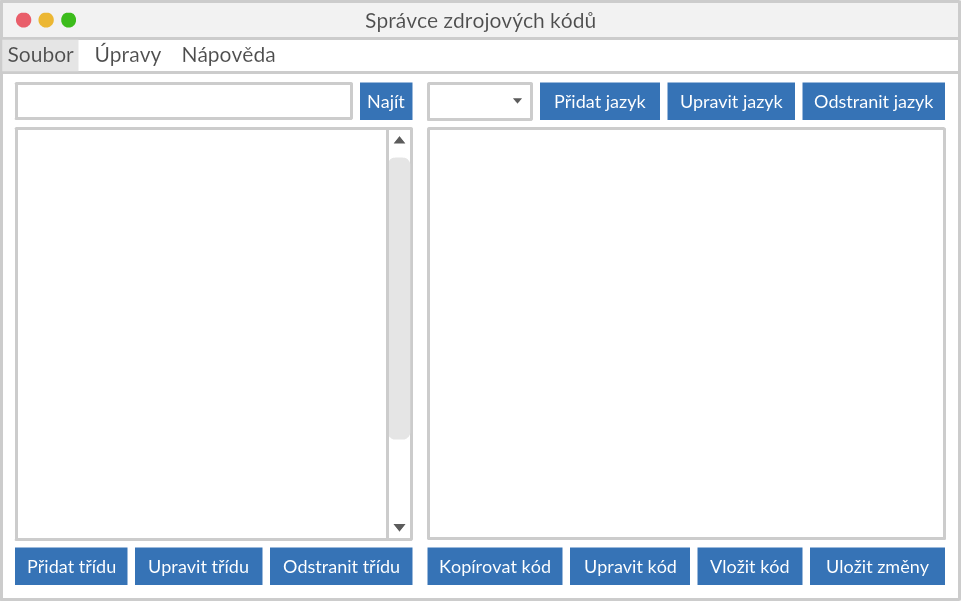 Správce zdrojových kódů
Soubor Úpravy Nápověda
Najít Přidat jazyk Upravit jazyk Odstranit jazyk
Přidat třídu Upravit třídu Odstranit třídu Kopírovat kód Upravit kód Vložit kód Uložit změny